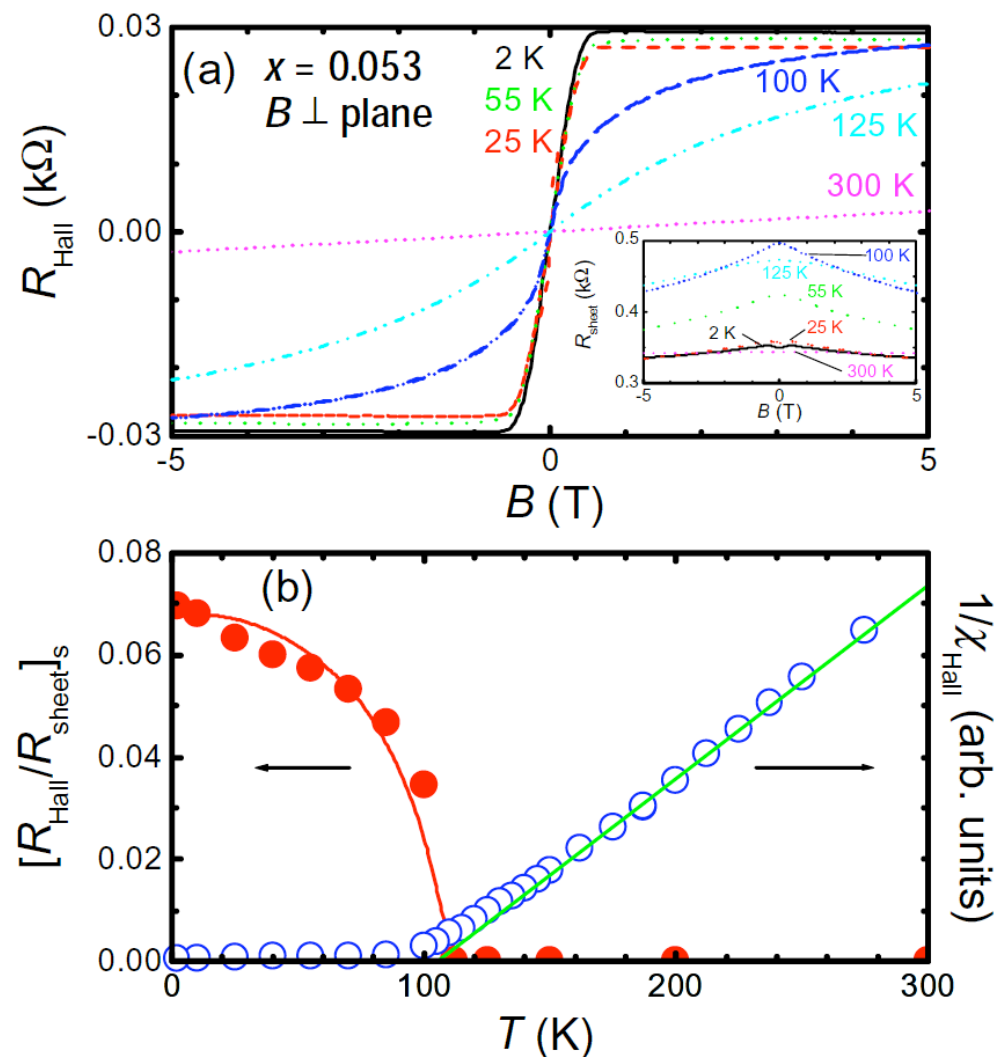 0.03
(a) x = 0.053
B ⊥ plane
2 K
55 K
25 K
100 K
125 K
300 K
R_Hall (kΩ)
0.00
-0.03
-5
0
5
B (T)
0.5
0.4
0.3
R_sheet (kΩ)
100 K
125 K
55 K
2 K
25 K
300 K
-5
0
5
B (T)
0.08
(b)
0.06
0.04
0.02
0.00
[R_Hall/R_sheet]_s
1/χ_Hall (arb. units)
0
100
200
300
T (K)